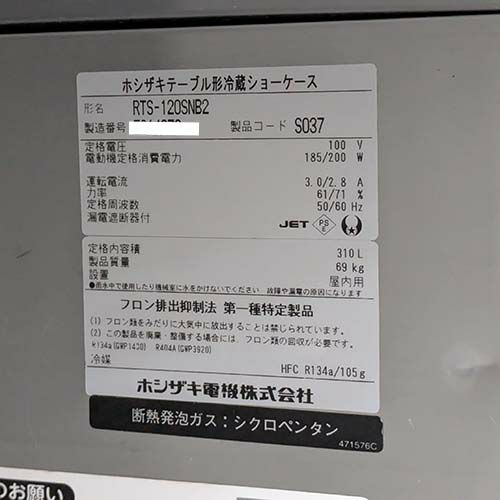 ホシザキテーブル形冷蔵ショーケース
形名 RTS-120SNB2
製造番号 製品コード S037
定格電圧 100 V
電動機定格消費電力 185/200 W
運転電流 3.0/2.8 A
力率 61/71 %
定格周波数 50/60 Hz
漏電遮断器付 JET PSE
定格内容積 310 L
製品質量 69 kg
設置 屋内用
●雨水中で使用したり機械室に水をかけないでください 故障や漏電の原因になります
フロン排出抑制法 第一種特定製品
(1) フロン類をみだりに大気中に放出することは禁じられています。
(2) この製品を廃棄・整備する場合には、フロン類の回収が必要です。
R134a(GWP1430) R404A(GWP3920)
冷媒 HFC R134a/105g
ホシザキ電機株式会社
断熱発泡ガス：シクロペンタン
471576C
のお願い